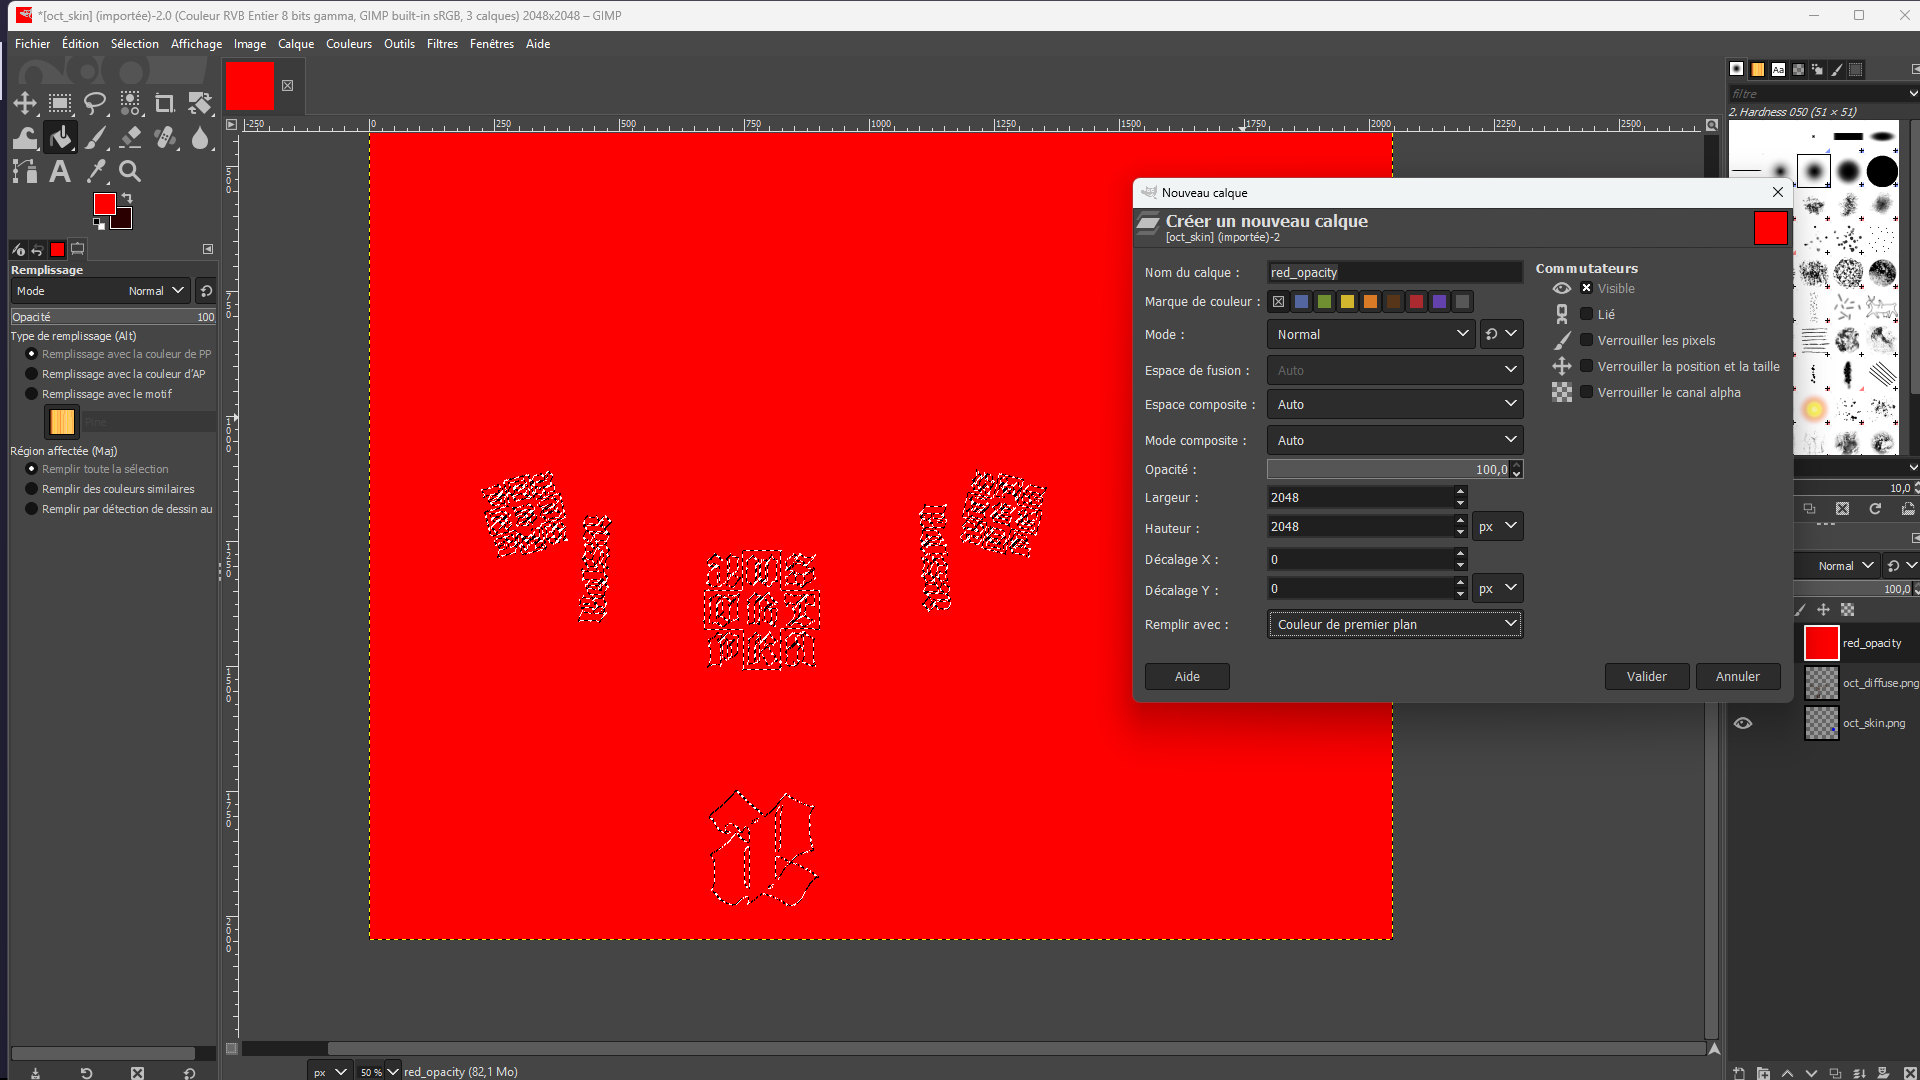 *[oct_skin] (importée)-2.0 (Couleur RVB Entier 8 bits gamma, GIMP built-in sRGB, 3 calques) 2048x2048 – GIMP
Fichier Édition Sélection Affichage Image Calque Couleurs Outils Filtres Fenêtres Aide
filtre
2. Hardness 050 (51 × 51)
-250 0 250 500 750 1000 1250 1500 1750 2000 2250 2500
500
750
1000
1250
1500
1750
2000
Remplissage
Mode Normal
Opacité 100
Type de remplissage (Alt)
Remplissage avec la couleur de PP
Remplissage avec la couleur d'AP
Remplissage avec le motif
Pine
Région affectée (Maj)
Remplir toute la sélection
Remplir des couleurs similaires
Remplir par détection de dessin au
Nouveau calque
Créer un nouveau calque
[oct_skin] (importée)-2
Nom du calque : red_opacity
Marque de couleur :
Mode : Normal
Espace de fusion : Auto
Espace composite : Auto
Mode composite : Auto
Opacité : 100,0
Largeur : 2048
Hauteur : 2048 px
Décalage X : 0
Décalage Y : 0 px
Remplir avec : Couleur de premier plan
Commutateurs
Visible
Lié
Verrouiller les pixels
Verrouiller la position et la taille
Verrouiller le canal alpha
Aide Valider Annuler
10,0
Normal
100,0
red_opacity
oct_diffuse.png
oct_skin.png
px 50 % red_opacity (82,1 Mo)